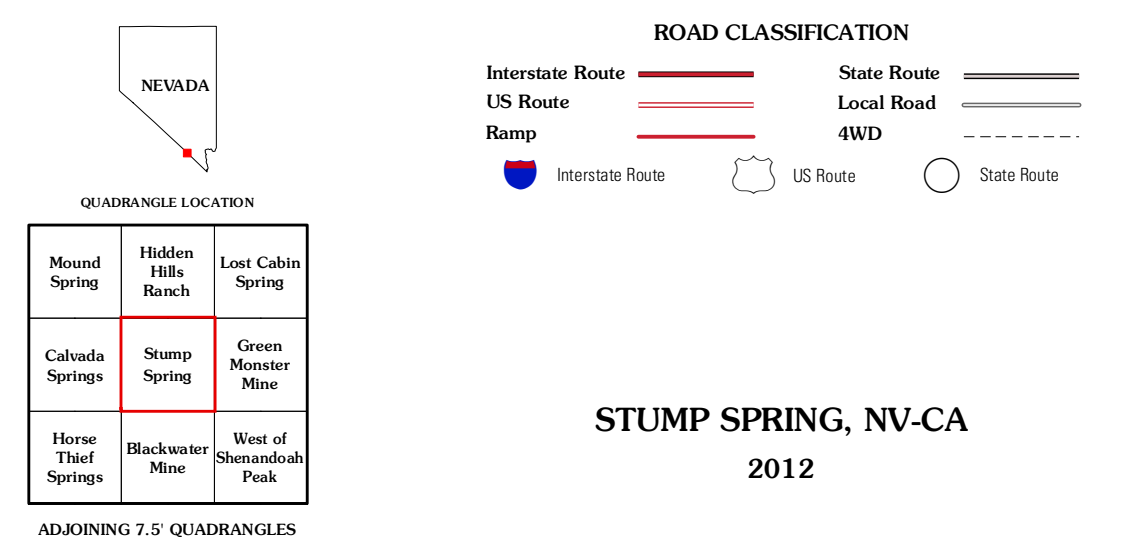 NEVADA
QUADRANGLE LOCATION
Mound
Spring
Hidden
Hills
Ranch
Lost Cabin
Spring
Calvada
Springs
Stump
Spring
Green
Monster
Mine
Horse
Thief
Springs
Blackwater
Mine
West of
Shenandoah
Peak
ADJOINING 7.5' QUADRANGLES
ROAD CLASSIFICATION
Interstate Route
State Route
US Route
Local Road
Ramp
4WD
Interstate Route
US Route
State Route
STUMP SPRING, NV-CA
2012